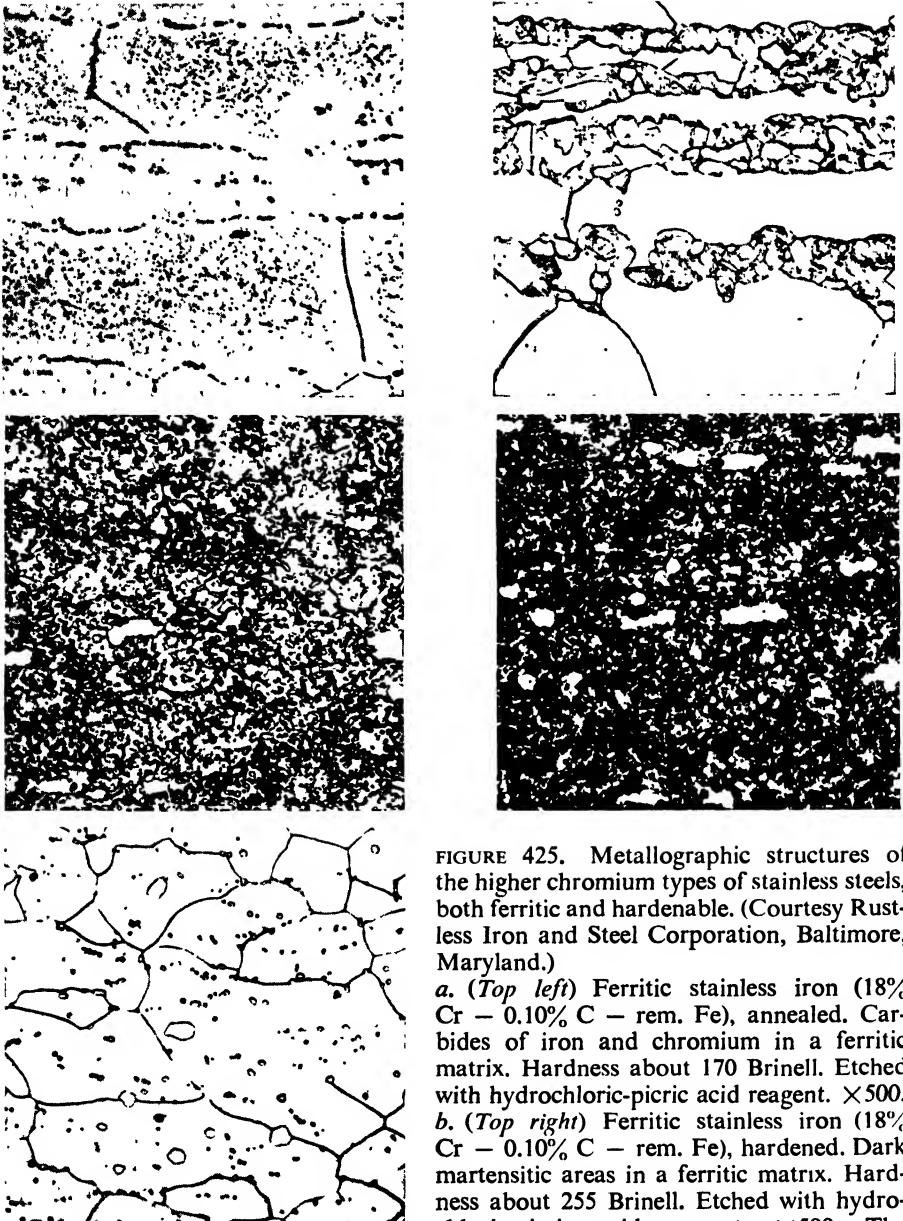 FIGURE 425. Metallographic structures of
the higher chromium types of stainless steels,
both ferritic and hardenable. (Courtesy Rust-
less Iron and Steel Corporation, Baltimore,
Maryland.)
a. (Top left) Ferritic stainless iron (18%
Cr – 0.10% C – rem. Fe), annealed. Car-
bides of iron and chromium in a ferritic
matrix. Hardness about 170 Brinell. Etched
with hydrochloric-picric acid reagent. ×500.
b. (Top right) Ferritic stainless iron (18%
Cr – 0.10% C – rem. Fe), hardened. Dark
martensitic areas in a ferritic matrix. Hard-
ness about 255 Brinell. Etched with hydro-